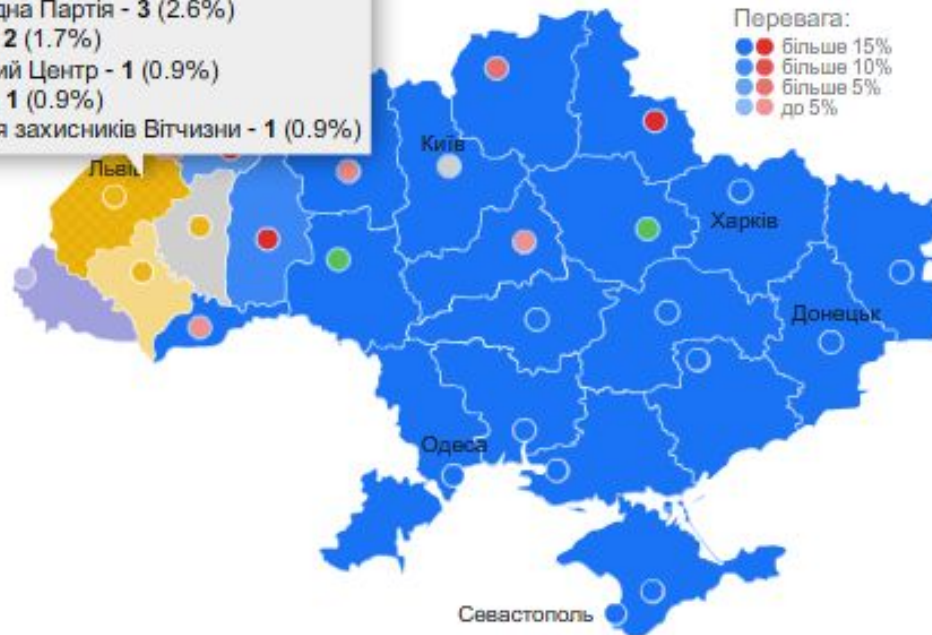 дна Партія - 3 (2.6%)
2 (1.7%)
ий Центр - 1 (0.9%)
1 (0.9%)
я захисників Вітчизни - 1 (0.9%)
Перевага:
більше 15%
більше 10%
більше 5%
до 5%
Київ
Львів
Харків
Донецьк
Одеса
Севастополь